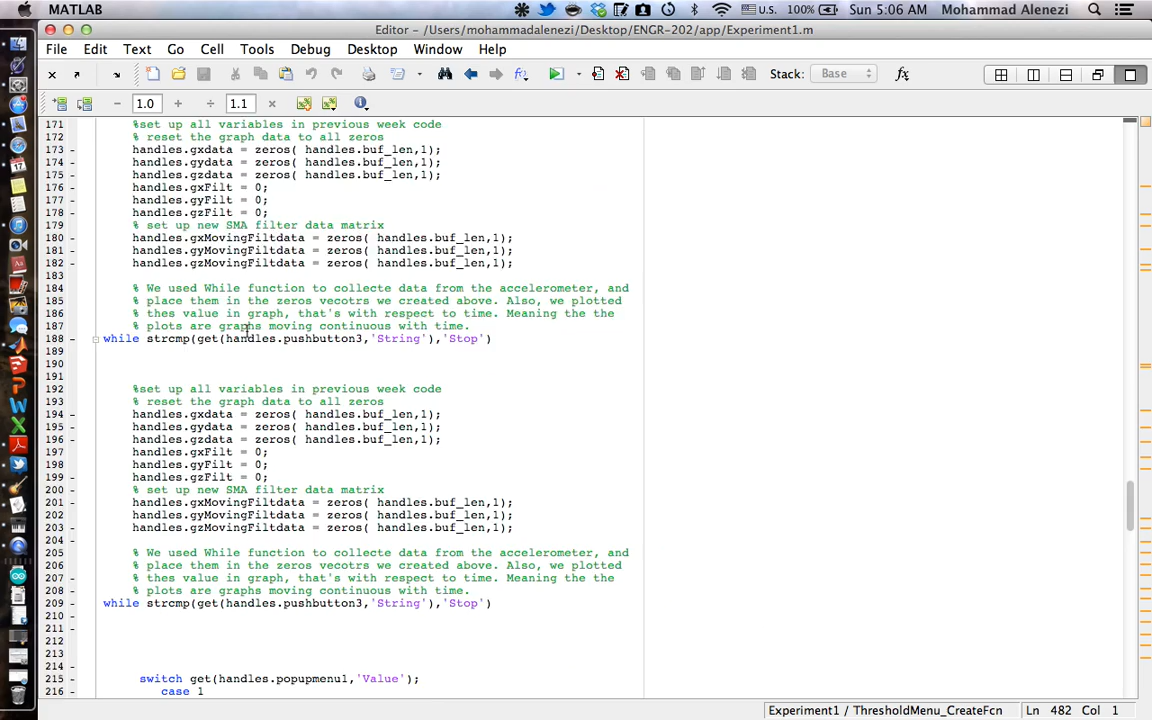 MATLAB U.S. 100% Sun 5:06 AM Mohammad Alenezi
Editor - /Users/mohammadalenezi/Desktop/ENGR-202/app/Experiment1.m
File Edit Text Go Cell Tools Debug Desktop Window Help
Stack: Base fx
− 1.0 + ÷ 1.1 ×
171 %set up all variables in previous week code
172 % reset the graph data to all zeros
173 - handles.gxdata = zeros( handles.buf_len,1);
174 - handles.gydata = zeros( handles.buf_len,1);
175 - handles.gzdata = zeros( handles.buf_len,1);
176 - handles.gxFilt = 0;
177 - handles.gyFilt = 0;
178 - handles.gzFilt = 0;
179 % set up new SMA filter data matrix
180 - handles.gxMovingFiltdata = zeros( handles.buf_len,1);
181 - handles.gyMovingFiltdata = zeros( handles.buf_len,1);
182 - handles.gzMovingFiltdata = zeros( handles.buf_len,1);
183
184 % We used While function to collecte data from the accelerometer, and
185 % place them in the zeros vecotrs we created above. Also, we plotted
186 % thes value in graph, that's with respect to time. Meaning the the
187 % plots are graphs moving continuous with time.
188 - while strcmp(get(handles.pushbutton3,'String'),'Stop')
189
190
191
192 %set up all variables in previous week code
193 % reset the graph data to all zeros
194 - handles.gxdata = zeros( handles.buf_len,1);
195 - handles.gydata = zeros( handles.buf_len,1);
196 - handles.gzdata = zeros( handles.buf_len,1);
197 - handles.gxFilt = 0;
198 - handles.gyFilt = 0;
199 - handles.gzFilt = 0;
200 % set up new SMA filter data matrix
201 - handles.gxMovingFiltdata = zeros( handles.buf_len,1);
202 - handles.gyMovingFiltdata = zeros( handles.buf_len,1);
203 - handles.gzMovingFiltdata = zeros( handles.buf_len,1);
204
205 % We used While function to collecte data from the accelerometer, and
206 % place them in the zeros vecotrs we created above. Also, we plotted
207 % thes value in graph, that's with respect to time. Meaning the the
208 % plots are graphs moving continuous with time.
209 - while strcmp(get(handles.pushbutton3,'String'),'Stop')
210
211
212
213
214
215 - switch get(handles.popupmenu1,'Value');
216 - case 1
Experiment1 / ThresholdMenu_CreateFcn Ln 482 Col 1